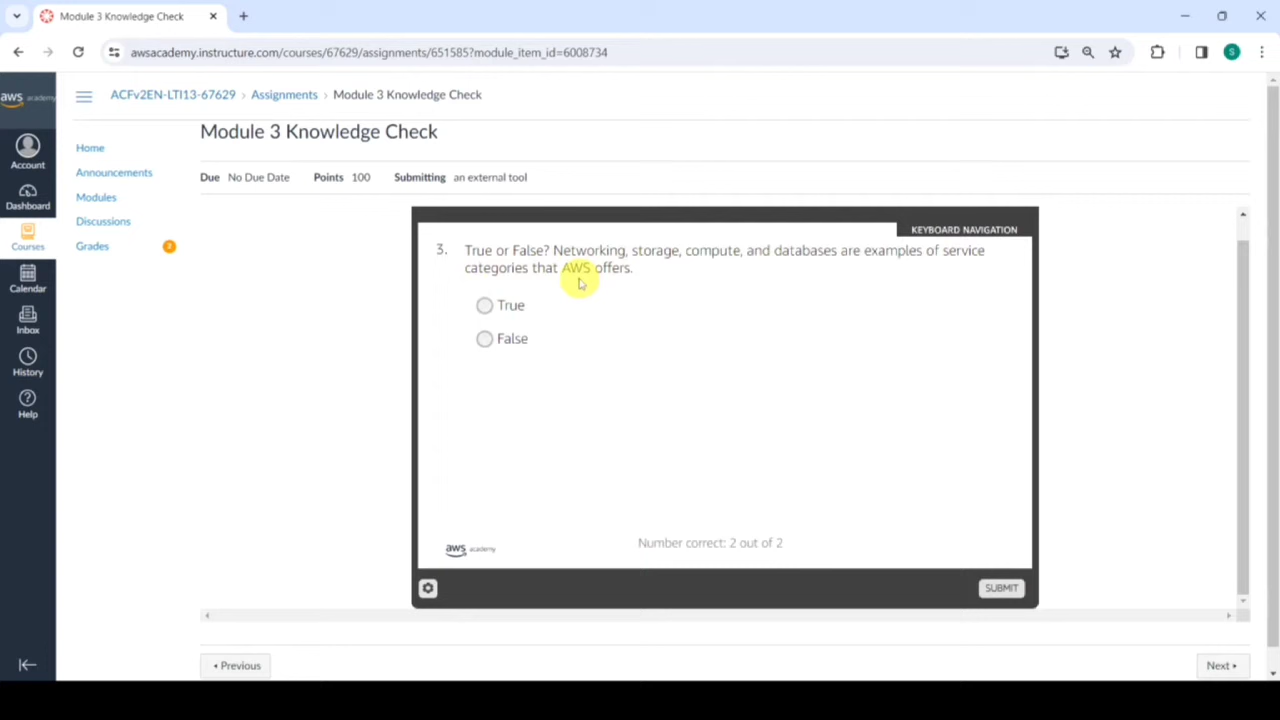 Module 3 Knowledge Check
awsacademy.instructure.com/courses/67629/assignments/651585?module_item_id=6008734
S
aws academy
ACFv2EN-LTI13-67629 › Assignments › Module 3 Knowledge Check
Module 3 Knowledge Check
Account
Dashboard
Courses
Calendar
Inbox
History
Help
Home
Announcements
Modules
Discussions
Grades
Due No Due Date Points 100 Submitting an external tool
KEYBOARD NAVIGATION
3. True or False? Networking, storage, compute, and databases are examples of service
categories that AWS offers.
True
False
Number correct: 2 out of 2
aws academy
SUBMIT
Previous
Next